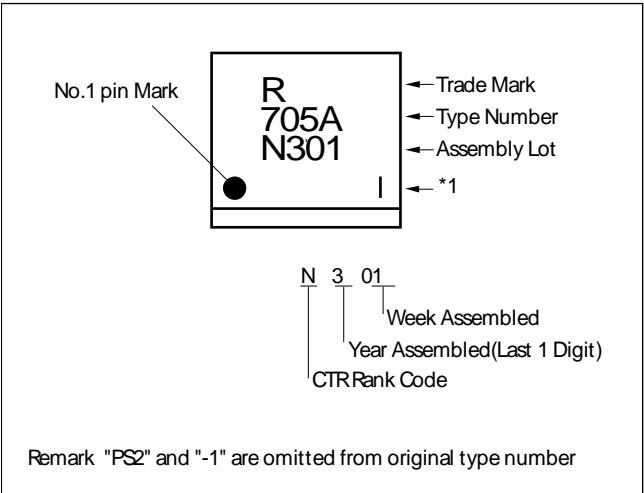 No.1 pin Mark
R
705A
N301
Trade Mark
Type Number
Assembly Lot
*1
N 3 01
Week Assembled
Year Assembled(Last 1 Digit)
CTR Rank Code
Remark "PS2" and "-1" are omitted from original type number